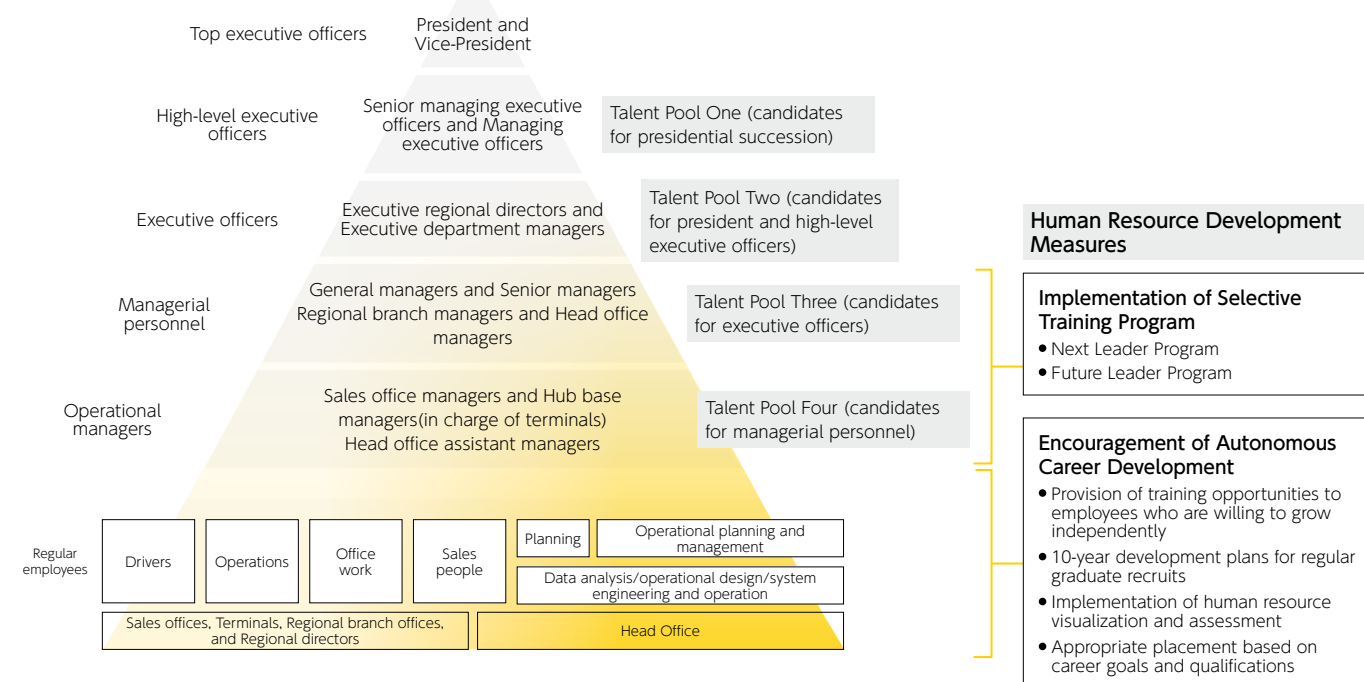 Top executive officers
President and
Vice-President
High-level executive
officers
Senior managing executive
officers and Managing
executive officers
Talent Pool One (candidates
for presidential succession)
Executive officers
Executive regional directors and
Executive department managers
Talent Pool Two (candidates
for president and high-level
executive officers)
Managerial
personnel
General managers and Senior managers
Regional branch managers and Head office
managers
Talent Pool Three (candidates
for executive officers)
Operational
managers
Sales office managers and Hub base
managers(in charge of terminals)
Head office assistant managers
Talent Pool Four (candidates
for managerial personnel)
Regular
employees
Drivers
Operations
Office
work
Sales
people
Planning
Operational planning and
management
Data analysis/operational design/system
engineering and operation
Sales offices, Terminals, Regional branch offices,
and Regional directors
Head Office
Human Resource Development
Measures
Implementation of Selective
Training Program
• Next Leader Program
• Future Leader Program
Encouragement of Autonomous
Career Development
• Provision of training opportunities to
employees who are willing to grow
independently
• 10-year development plans for regular
graduate recruits
• Implementation of human resource
visualization and assessment
• Appropriate placement based on
career goals and qualifications